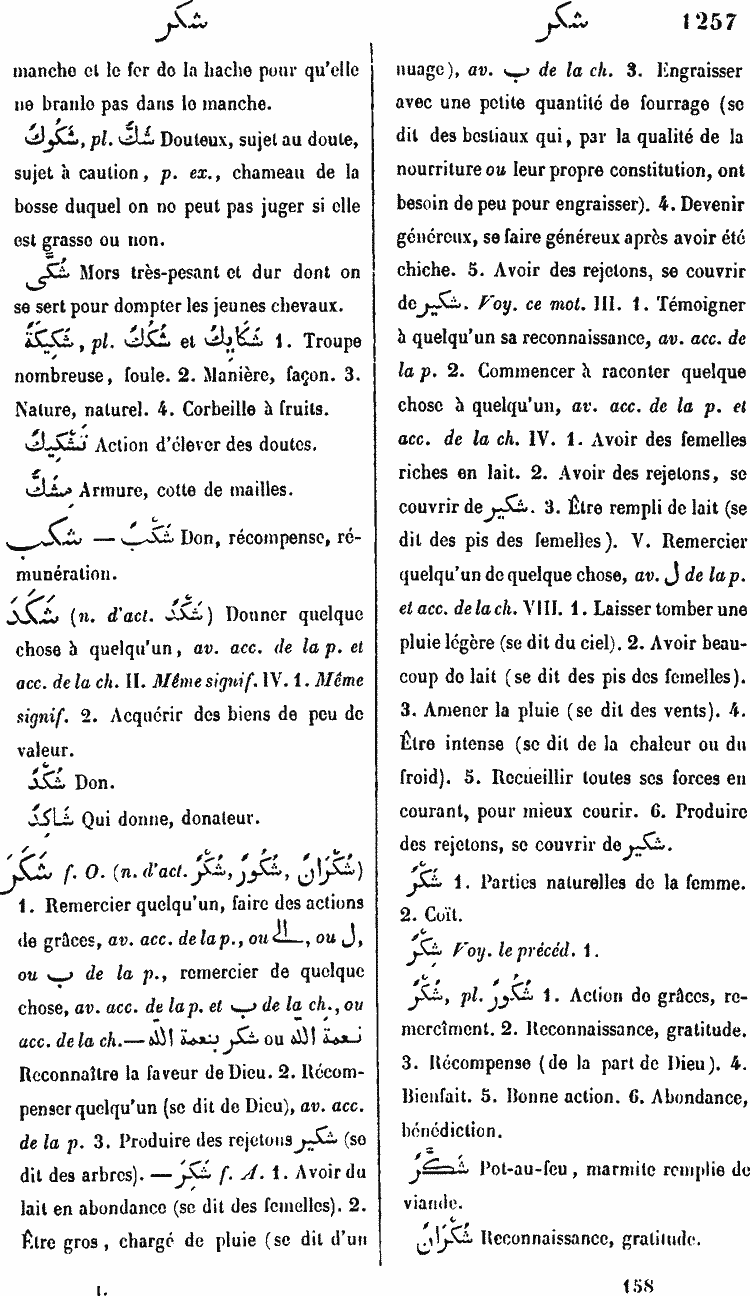 شكر
شكر
1257
manche et le fer de la hache pour qu'elle
ne branle pas dans le manche.
شَكُوكٌ, pl. شُكٌّ Douteux, sujet au doute,
sujet à caution, p. ex., chameau de la
bosse duquel on ne peut pas juger si elle
est grasse ou non.
شُكِّىٌّ Mors très-pesant et dur dont on
se sert pour dompter les jeunes chevaux.
شَكِيكَةٌ, pl. شُكُكٌ et شَكَايِكُ 1. Troupe
nombreuse, foule. 2. Manière, façon. 3.
Nature, naturel. 4. Corbeille à fruits.
تَشْكِيكٌ Action d'élever des doutes.
مِشَكٌّ Armure, cotte de mailles.
شكب — شُكْبٌ Don, récompense, ré-
munération.
شَكَدَ (n. d'act. شَكْدٌ) Donner quelque
chose à quelqu'un, av. acc. de la p. et
acc. de la ch. II. Même signif. IV. 1. Même
signif. 2. Acquérir des biens de peu de
valeur.
شُكْدٌ Don.
شَاكِدٌ Qui donne, donateur.
شَكَرَ f. O. (n. d'act. شُكْرٌ, شُكُورٌ, شُكْرَانٌ)
1. Remercier quelqu'un, faire des actions
de grâces, av. acc. de la p., ou الى, ou ل,
ou ب de la p., remercier de quelque
chose, av. acc. de la p. et ب de la ch., ou
acc. de la ch.— شكر بنعمة الله ou نعمة الله
Reconnaître la faveur de Dieu. 2. Récom-
penser quelqu'un (se dit de Dieu), av. acc.
de la p. 3. Produire des rejetons شكير (se
dit des arbres). — شَكِرَ f. A. 1. Avoir du
lait en abondance (se dit des femelles). 2.
Être gros, chargé de pluie (se dit d'un
I.
nuage), av. ب de la ch. 3. Engraisser
avec une petite quantité de fourrage (se
dit des bestiaux qui, par la qualité de la
nourriture ou leur propre constitution, ont
besoin de peu pour engraisser). 4. Devenir
généreux, se faire généreux après avoir été
chiche. 5. Avoir des rejetons, se couvrir
de شكير. Voy. ce mot. III. 1. Témoigner
à quelqu'un sa reconnaissance, av. acc. de
la p. 2. Commencer à raconter quelque
chose à quelqu'un, av. acc. de la p. et
acc. de la ch. IV. 1. Avoir des femelles
riches en lait. 2. Avoir des rejetons, se
couvrir de شكير. 3. Être rempli de lait (se
dit des pis des femelles). V. Remercier
quelqu'un de quelque chose, av. ل de la p.
et acc. de la ch. VIII. 1. Laisser tomber une
pluie légère (se dit du ciel). 2. Avoir beau-
coup de lait (se dit des pis des femelles).
3. Amener la pluie (se dit des vents). 4.
Être intense (se dit de la chaleur ou du
froid). 5. Recueillir toutes ses forces en
courant, pour mieux courir. 6. Produire
des rejetons, se couvrir de شكير.
شَكْرٌ 1. Parties naturelles de la femme.
2. Coït.
شِكْرٌ Voy. le précéd. 1.
شُكْرٌ, pl. شُكُورٌ 1. Action de grâces, re-
mercîment. 2. Reconnaissance, gratitude.
3. Récompense (de la part de Dieu). 4.
Bienfait. 5. Bonne action. 6. Abondance,
bénédiction.
شَكَّرٌ Pot-au-feu, marmite remplie de
viande.
شُكْرَانٌ Reconnaissance, gratitude.
158